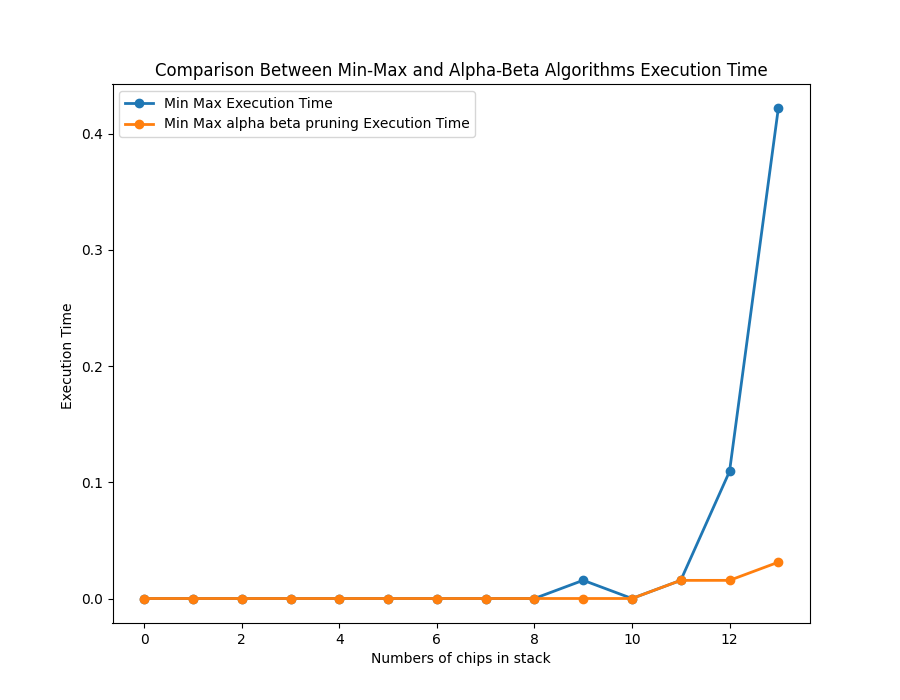 Comparison Between Min-Max and Alpha-Beta Algorithms Execution Time
Min Max Execution Time
Min Max alpha beta pruning Execution Time
0.4
0.3
0.2
0.1
0.0
Execution Time
0 2 4 6 8 10 12
Numbers of chips in stack